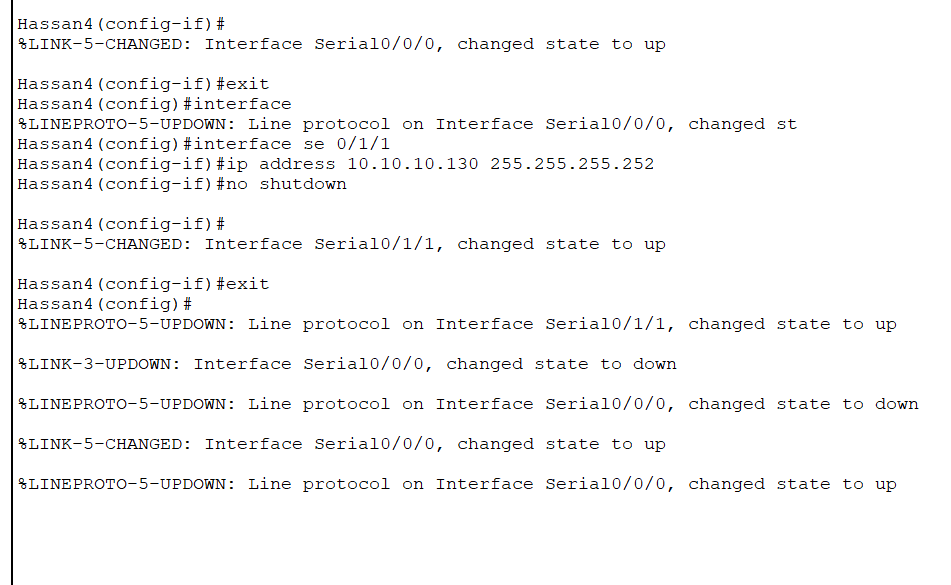 Hassan4(config-if)#
%LINK-5-CHANGED: Interface Serial0/0/0, changed state to up
Hassan4(config-if)#exit
Hassan4(config)#interface
%LINEPROTO-5-UPDOWN: Line protocol on Interface Serial0/0/0, changed st
Hassan4(config)#interface se 0/1/1
Hassan4(config-if)#ip address 10.10.10.130 255.255.255.252
Hassan4(config-if)#no shutdown
Hassan4(config-if)#
%LINK-5-CHANGED: Interface Serial0/1/1, changed state to up
Hassan4(config-if)#exit
Hassan4(config)#
%LINEPROTO-5-UPDOWN: Line protocol on Interface Serial0/1/1, changed state to up
%LINK-3-UPDOWN: Interface Serial0/0/0, changed state to down
%LINEPROTO-5-UPDOWN: Line protocol on Interface Serial0/0/0, changed state to down
%LINK-5-CHANGED: Interface Serial0/0/0, changed state to up
%LINEPROTO-5-UPDOWN: Line protocol on Interface Serial0/0/0, changed state to up